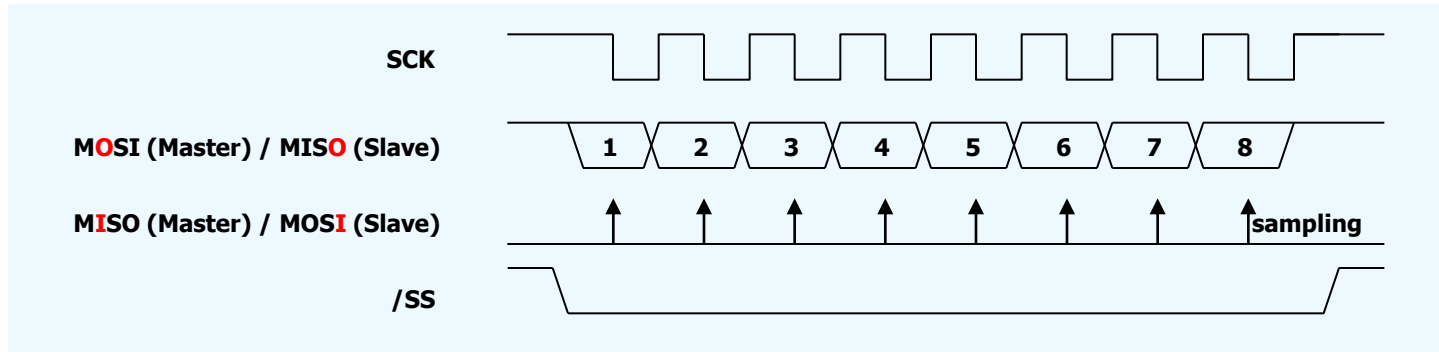 SCK
MOSI (Master) / MISO (Slave)
1 2 3 4 5 6 7 8
MISO (Master) / MOSI (Slave)
sampling
/SS